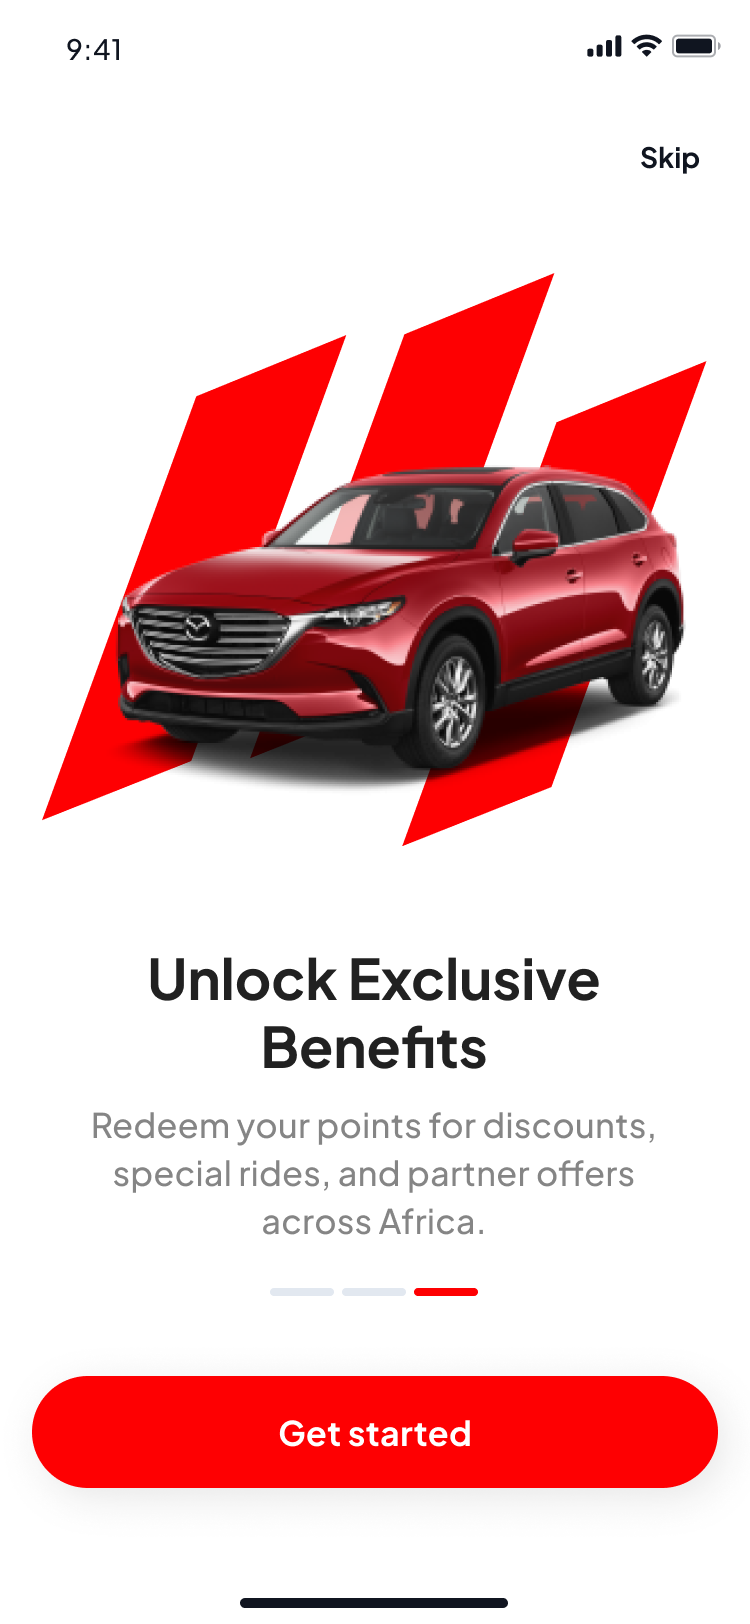 9:41
Skip
Unlock Exclusive
Benefits
Redeem your points for discounts,
special rides, and partner offers
across Africa.
Get started